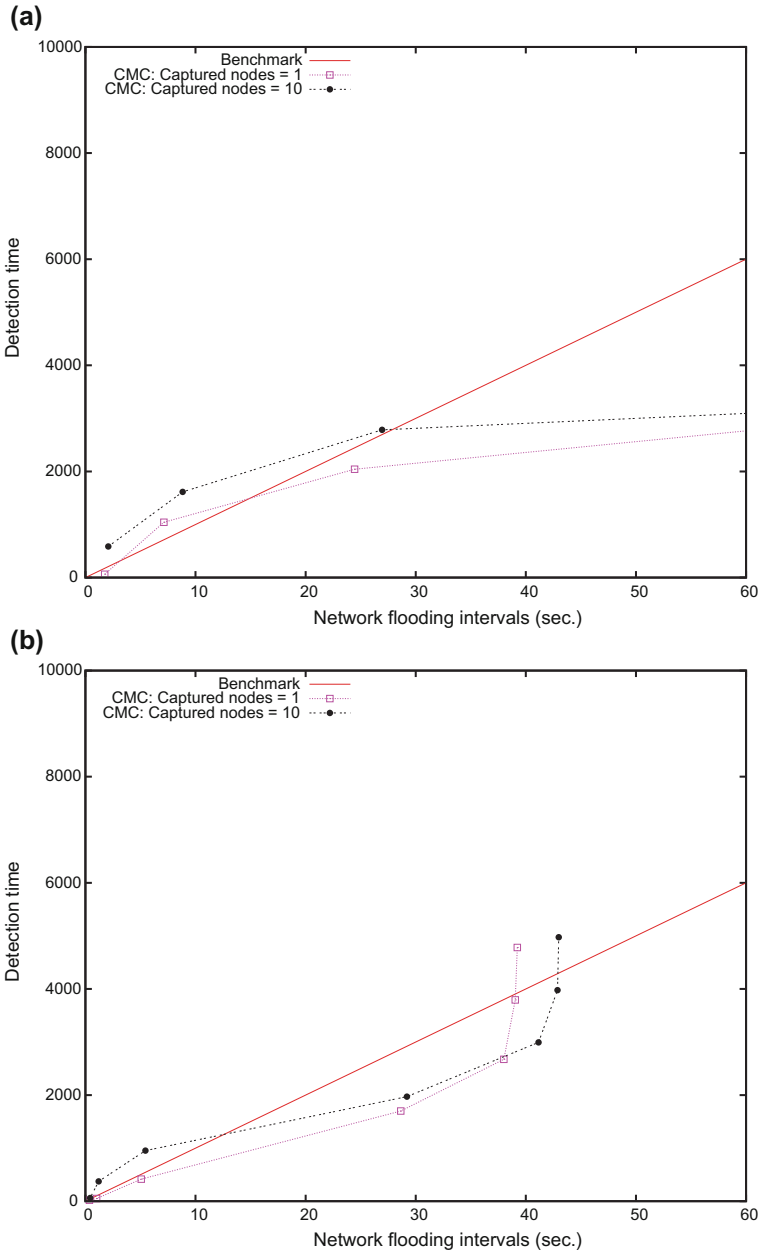 (a)
10000
8000
6000
4000
2000
0
Detection time
Benchmark
CMC: Captured nodes = 1
CMC: Captured nodes = 10
0 10 20 30 40 50 60
Network flooding intervals (sec.)
(b)
10000
8000
6000
4000
2000
0
Detection time
Benchmark
CMC: Captured nodes = 1
CMC: Captured nodes = 10
0 10 20 30 40 50 60
Network flooding intervals (sec.)